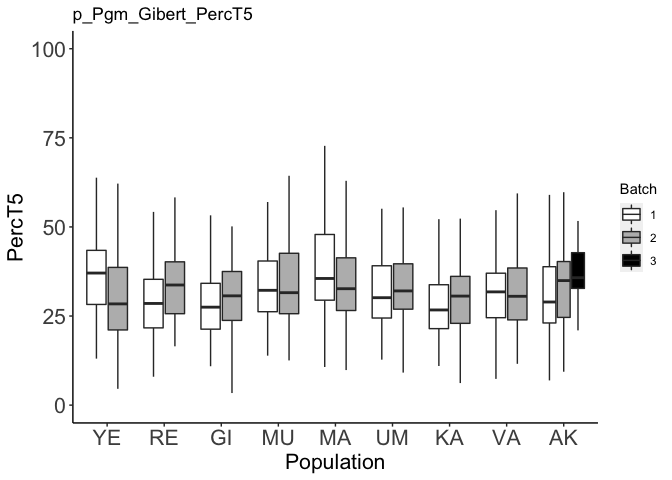 p_Pgm_Gibert_PercT5
100
75
50
25
0
PercT5
YE RE GI MU MA UM KA VA AK
Population
Batch
1
2
3